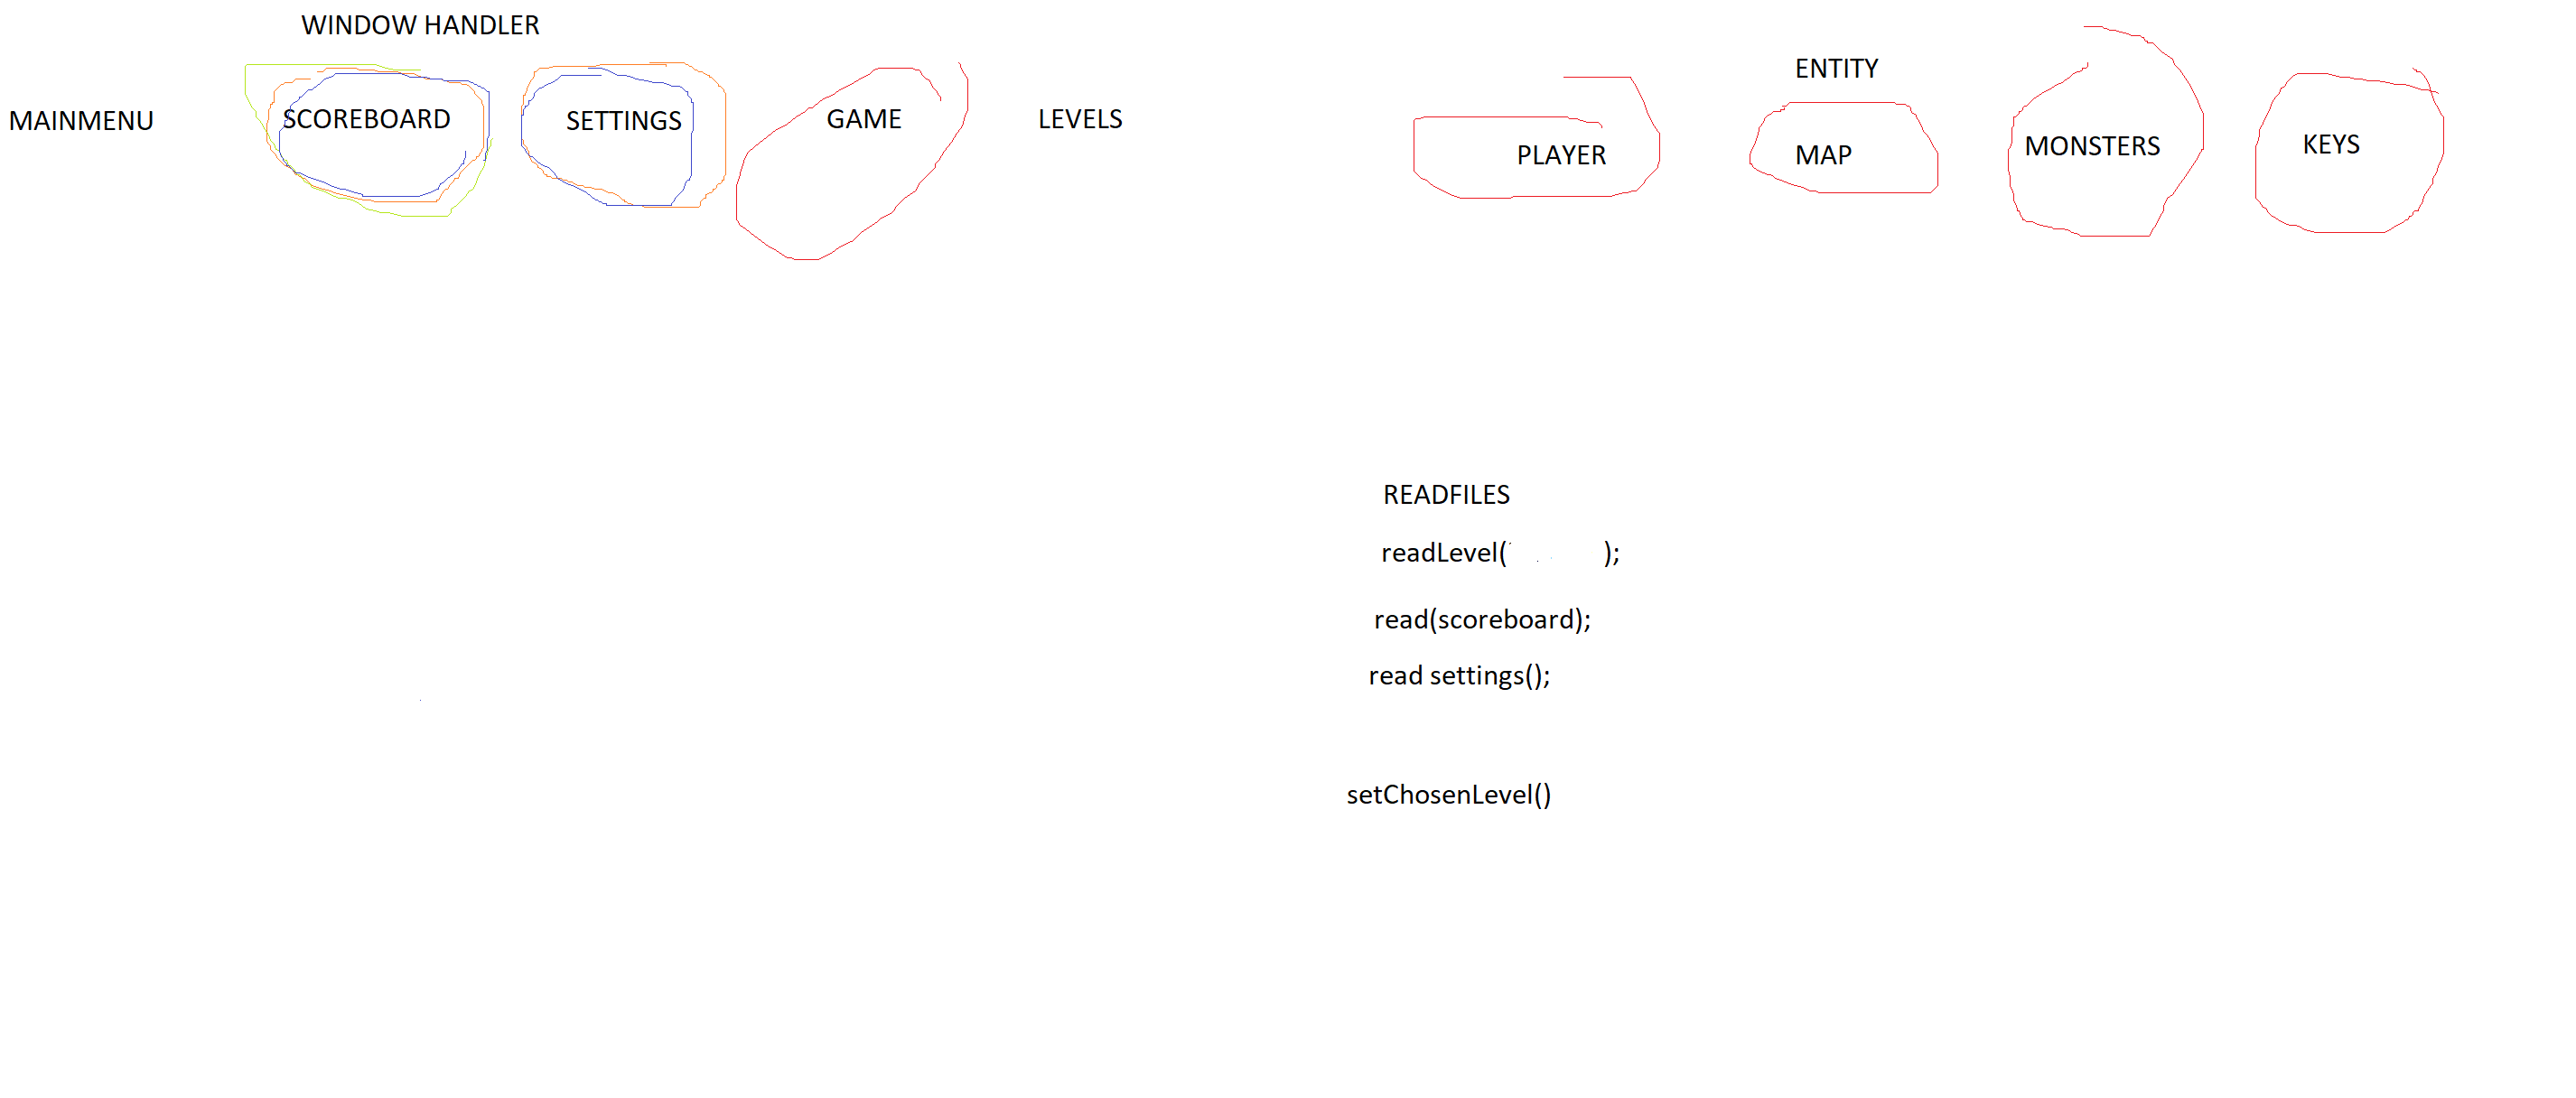 WINDOW HANDLER
MAINMENU
SCOREBOARD
SETTINGS
GAME
LEVELS
ENTITY
PLAYER
MAP
MONSTERS
KEYS
READFILES
readLevel( );
read(scoreboard);
read settings();
setChosenLevel()